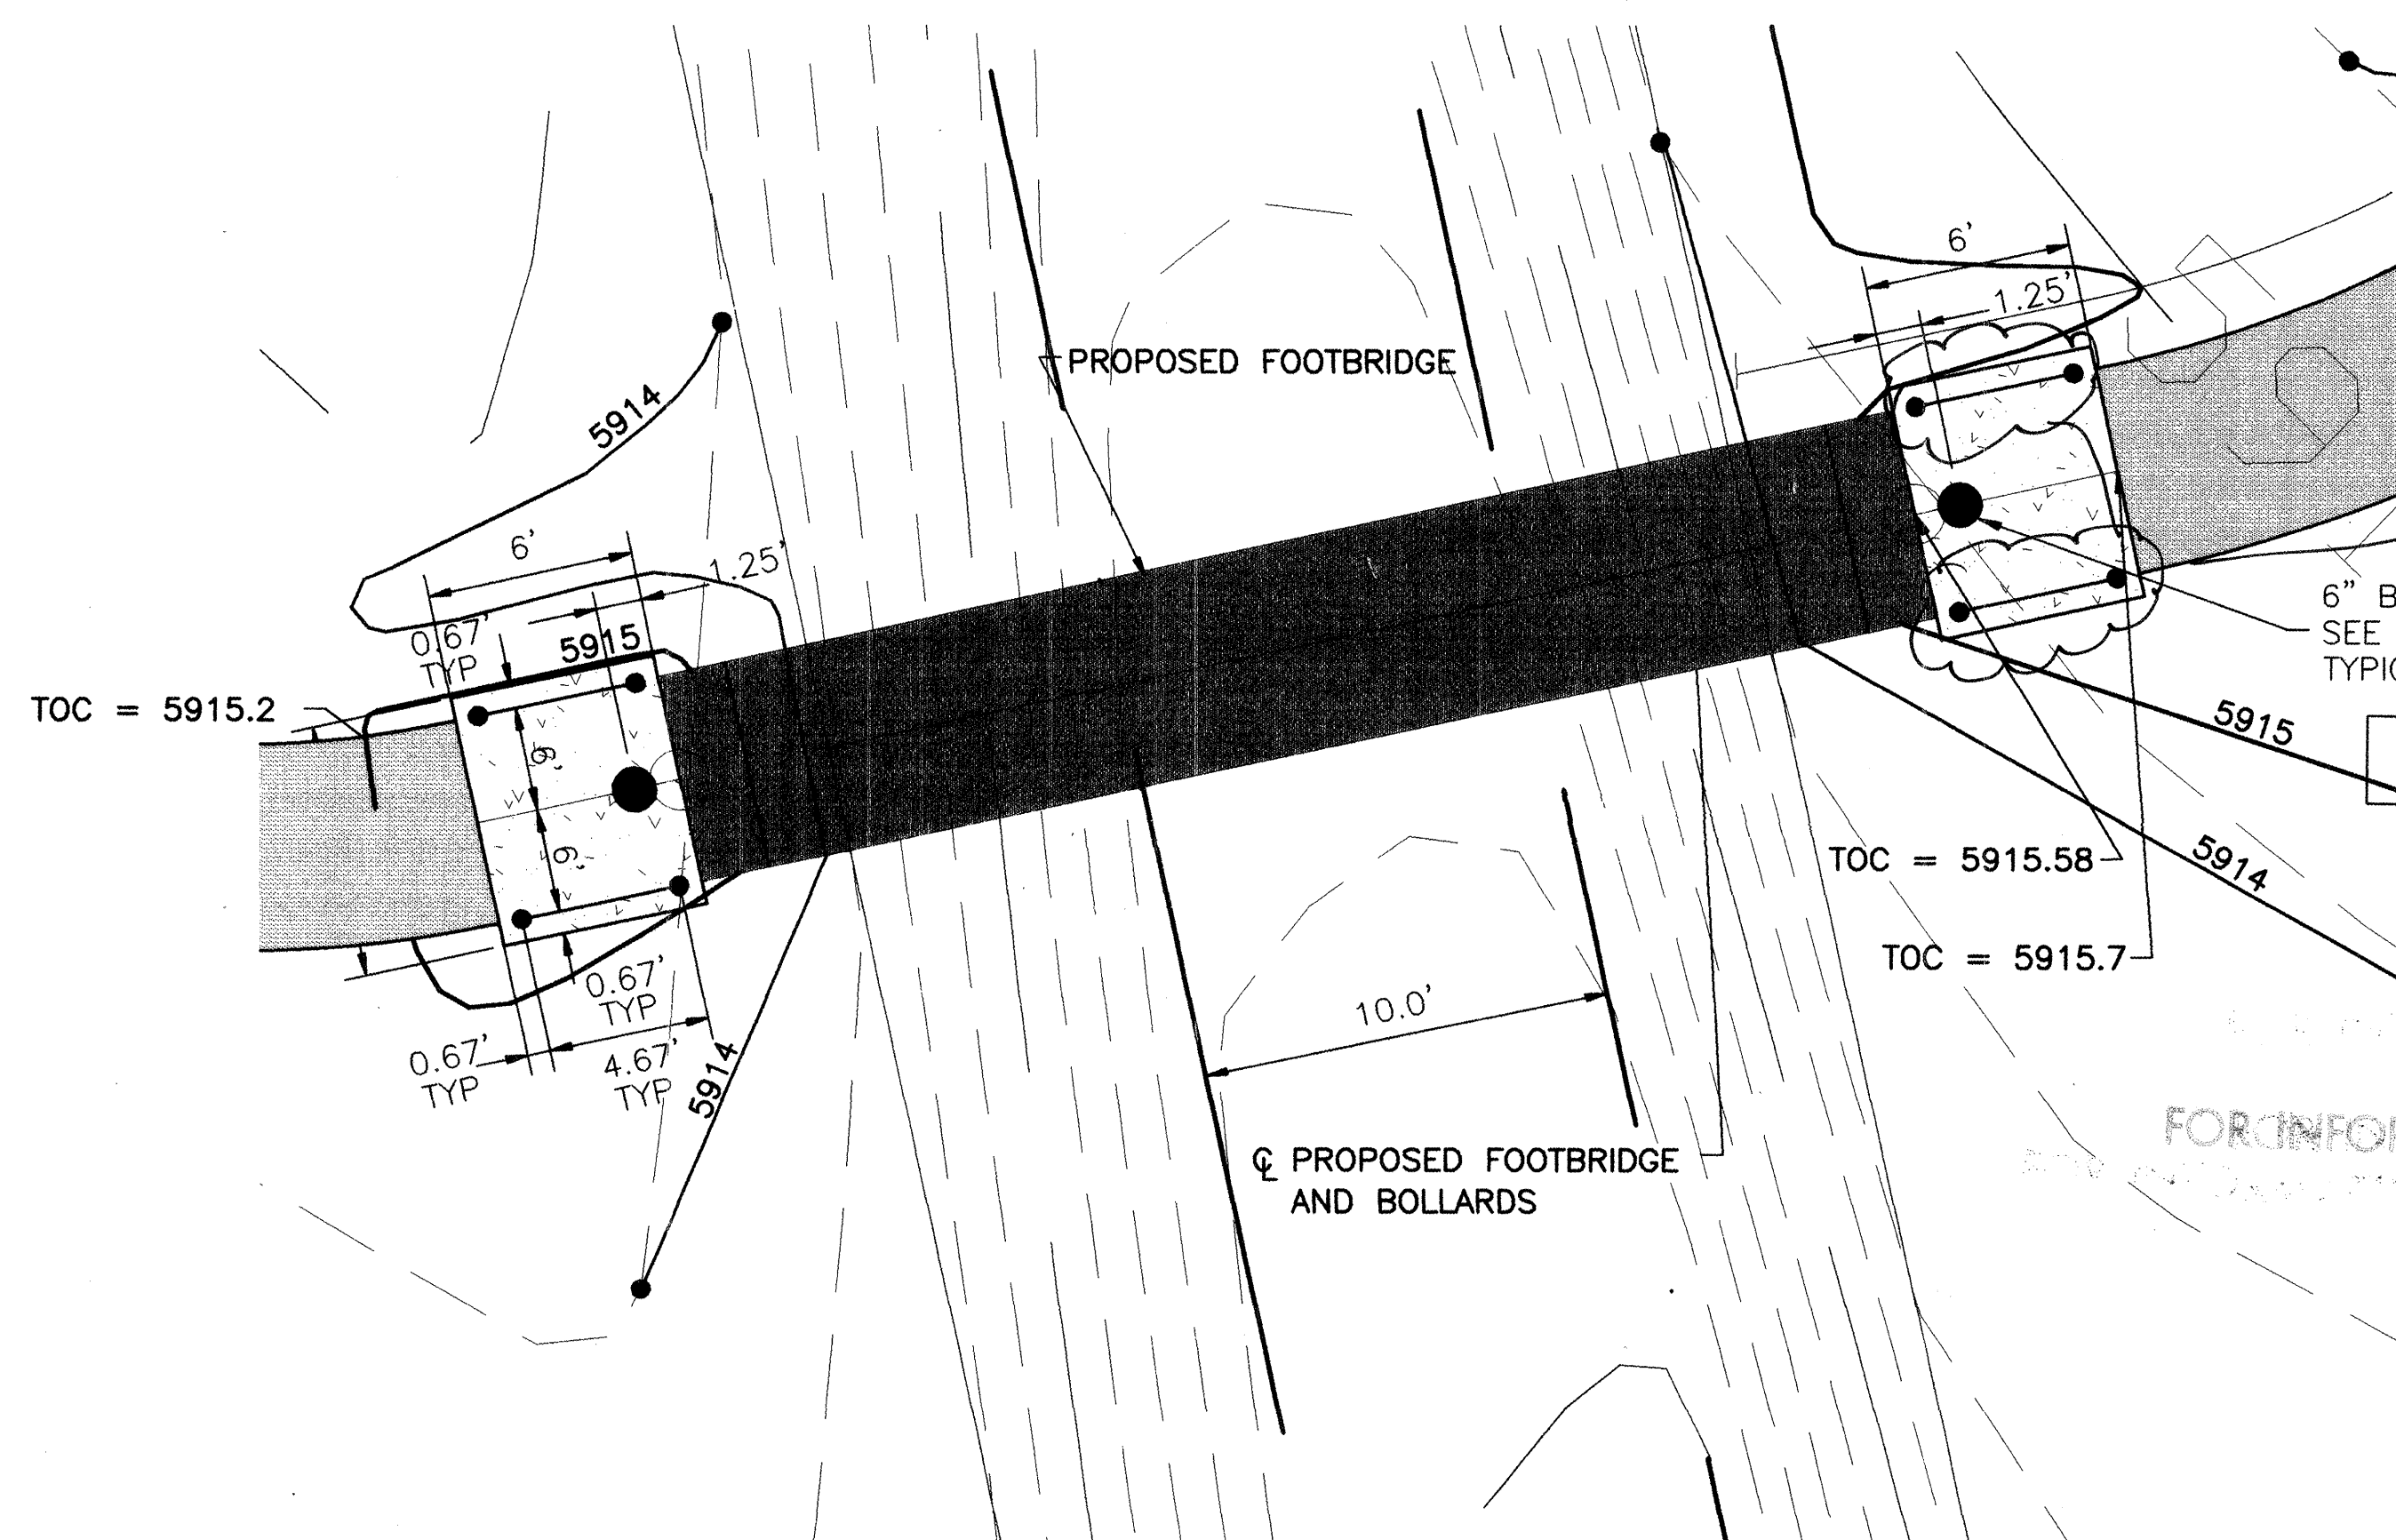 6'
1.25'
PROPOSED FOOTBRIDGE
5914
6'
1.25'
0.67'
TYP
5915
TOC = 5915.2
6'
6'
6"
SEE
5915
TOC = 5915.58
5914
TOC = 5915.7
0.67'
TYP
10.0'
0.67'
TYP
4.67'
TYP
5914
℄ PROPOSED FOOTBRIDGE
AND BOLLARDS